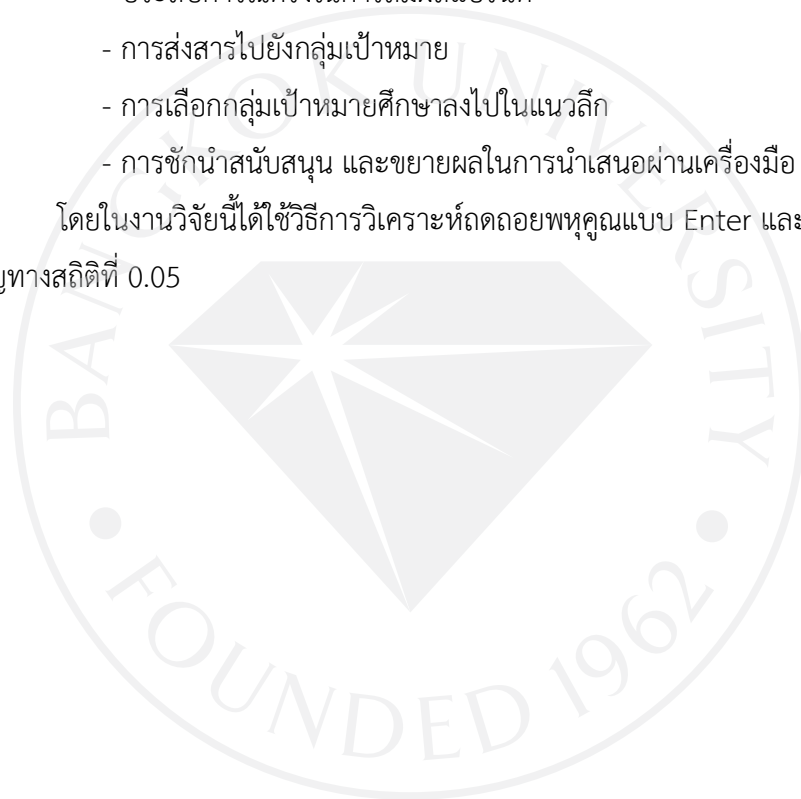 - การส่งสารไปยังกลุ่มเป้าหมาย
- การเลือกกลุ่มเป้าหมายศึกษาลงไปในแนวลึก
- การชักนำสนับสนุน และขยายผลในการนำเสนอผ่านเครื่องมือ
โดยในงานวิจัยนี้ได้ใช้วิธีการวิเคราะห์ถดถอยพหุคูณแบบ Enter และ
ทางสถิติที่ 0.05
BANGKOK UNIVERSITY
• FOUNDED 1962 •